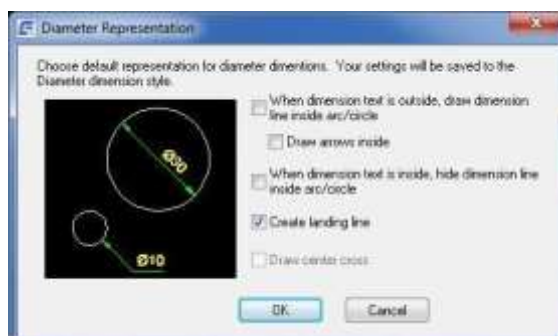 Diameter Representation
Choose default representation for diameter dimentions. Your settings will be saved to the
Diameter dimension style.
When dimension text is outside, draw dimension
line inside arc/circle
Draw arrows inside
When dimension text is inside, hide dimension line
inside arc/circle
Create landing line
Draw center cross
Ø30
Ø10
OK
Cancel